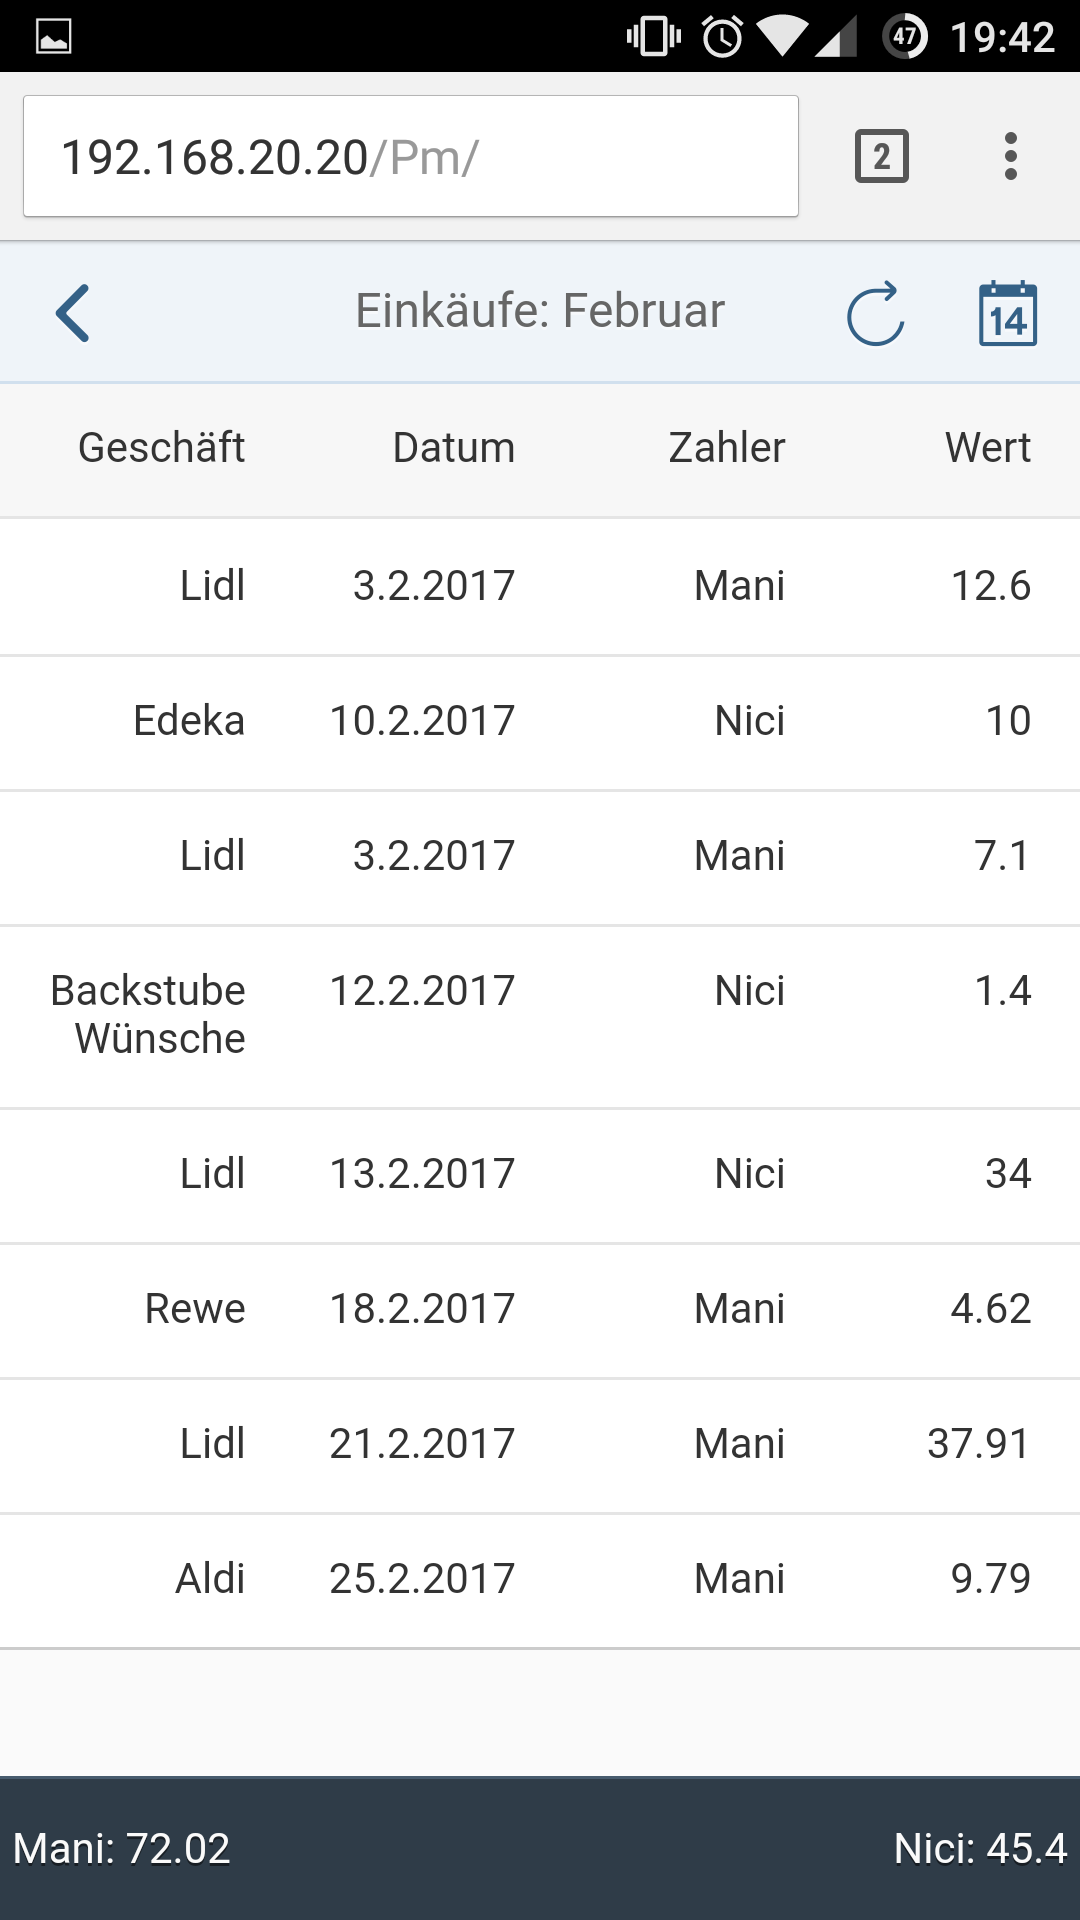 47 19:42
192.168.20.20/Pm/ 2
Einkäufe: Februar 14
Geschäft Datum Zahler Wert
Lidl 3.2.2017 Mani 12.6
Edeka 10.2.2017 Nici 10
Lidl 3.2.2017 Mani 7.1
Backstube 12.2.2017 Nici 1.4
Wünsche
Lidl 13.2.2017 Nici 34
Rewe 18.2.2017 Mani 4.62
Lidl 21.2.2017 Mani 37.91
Aldi 25.2.2017 Mani 9.79
Mani: 72.02 Nici: 45.4